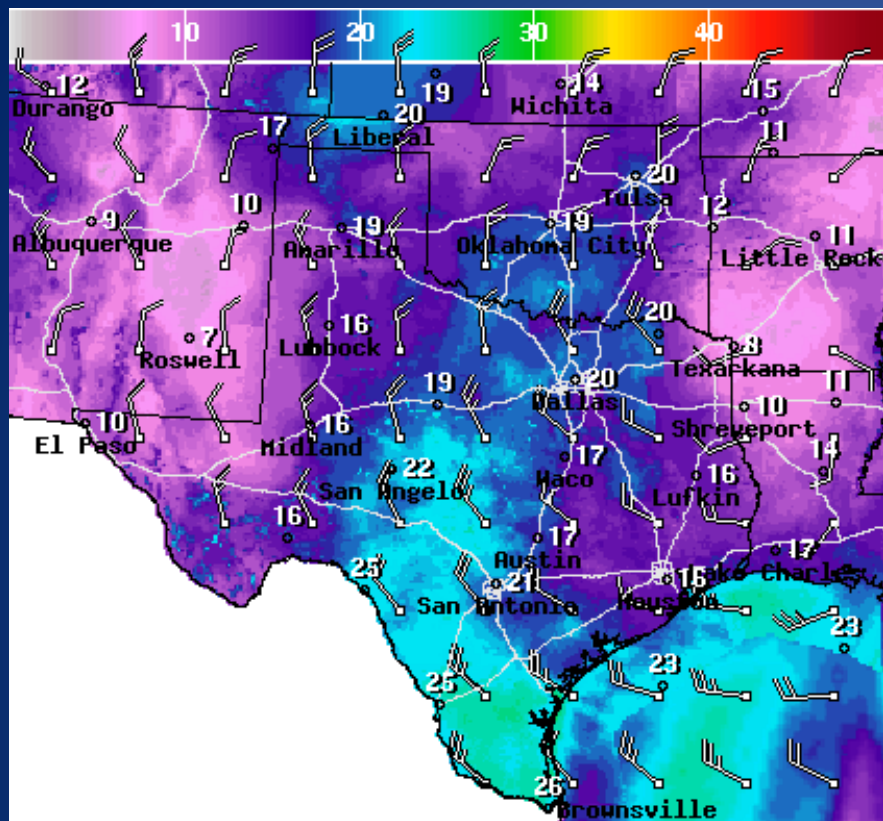 10 20 30 40
12 19 14 15
Durango Wichita
20
Liberal
17 11
20
Tulsa
9 10 19 19 12 11
Albuquerque Amarillo Oklahoma City Little Rock
7 16 20 8
Roswell Lubbock Texarkana
19 20 10 11
Dallas
10 16 Shreveport
El Paso Midland
22 17 16 14
San Angelo Waco Lufkin
16 17 17
Austin Lake Charles
25 21 16
San Antonio Houston
23
25 23
26
Brownsville